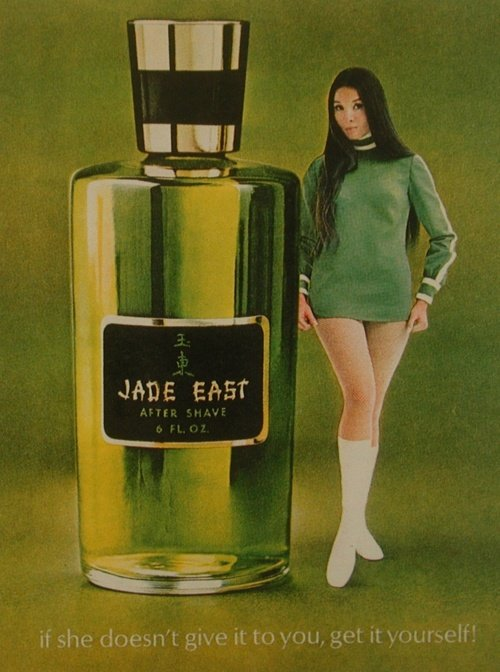 玉
東
JADE EAST
AFTER SHAVE
6 FL. OZ.
if she doesn't give it to you, get it yourself!